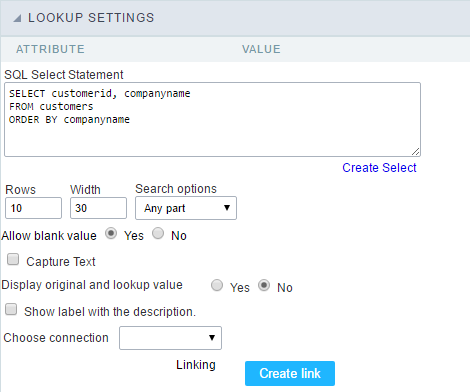 LOOKUP SETTINGS
ATTRIBUTE VALUE
SQL Select Statement
SELECT customerid, companyname
FROM customers
ORDER BY companyname
Create Select
Rows Width Search options
10 30 Any part
Allow blank value Yes No
Capture Text
Display original and lookup value Yes No
Show label with the description.
Choose connection
Linking Create link